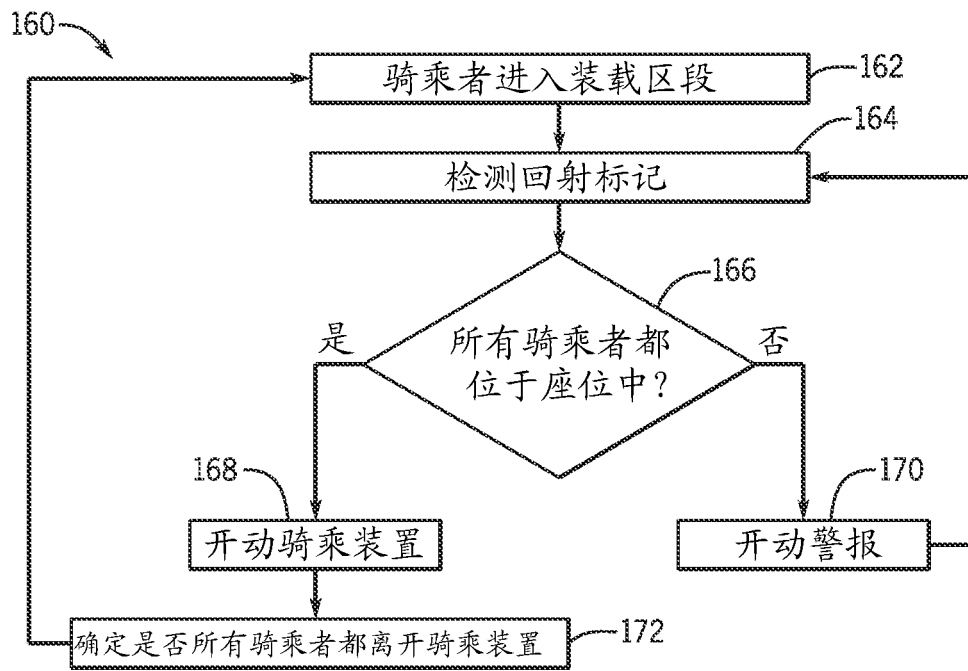 160
骑乘者进入装载区段
162
164
检测回射标记
166
是
所有骑乘者都
位于座位中?
否
168
170
开动骑乘装置
开动警报
确定是否所有骑乘者都离开骑乘装置
172